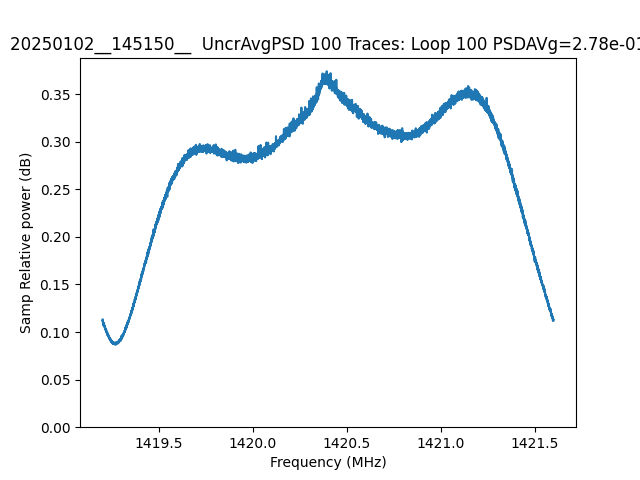 20250102__145150__ UncrAvgPSD 100 Traces: Loop 100 PSDAVg=2.78e-01
Samp Relative power (dB)
0.35
0.30
0.25
0.20
0.15
0.10
0.05
0.00
1419.5 1420.0 1420.5 1421.0 1421.5
Frequency (MHz)